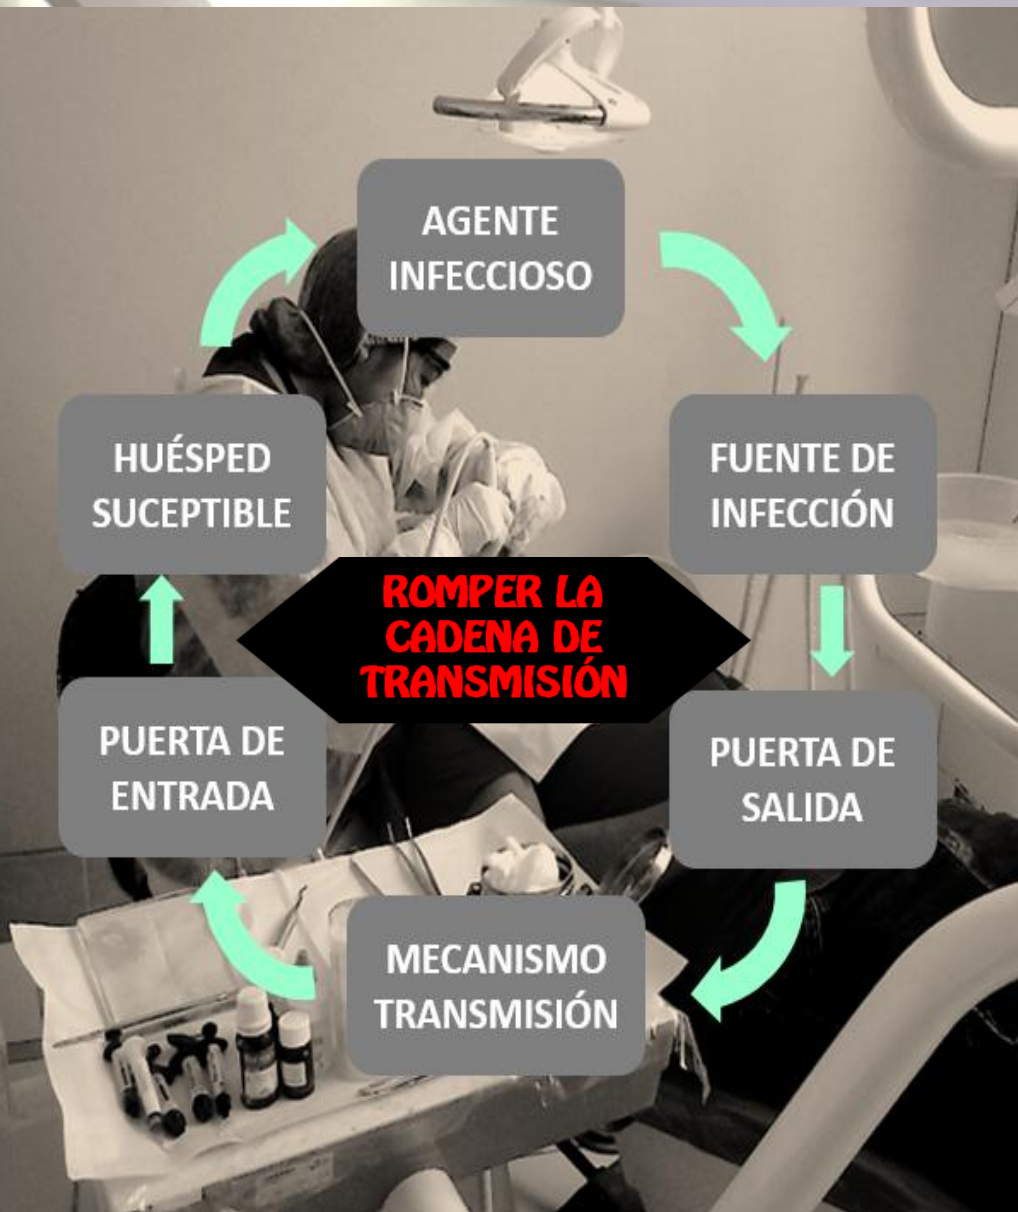 AGENTE
INFECCIOSO
FUENTE DE
INFECCIÓN
PUERTA DE
SALIDA
MECANISMO
TRANSMISIÓN
PUERTA DE
ENTRADA
HUÉSPED
SUCEPTIBLE
ROMPER LA
CADENA DE
TRANSMISIÓN